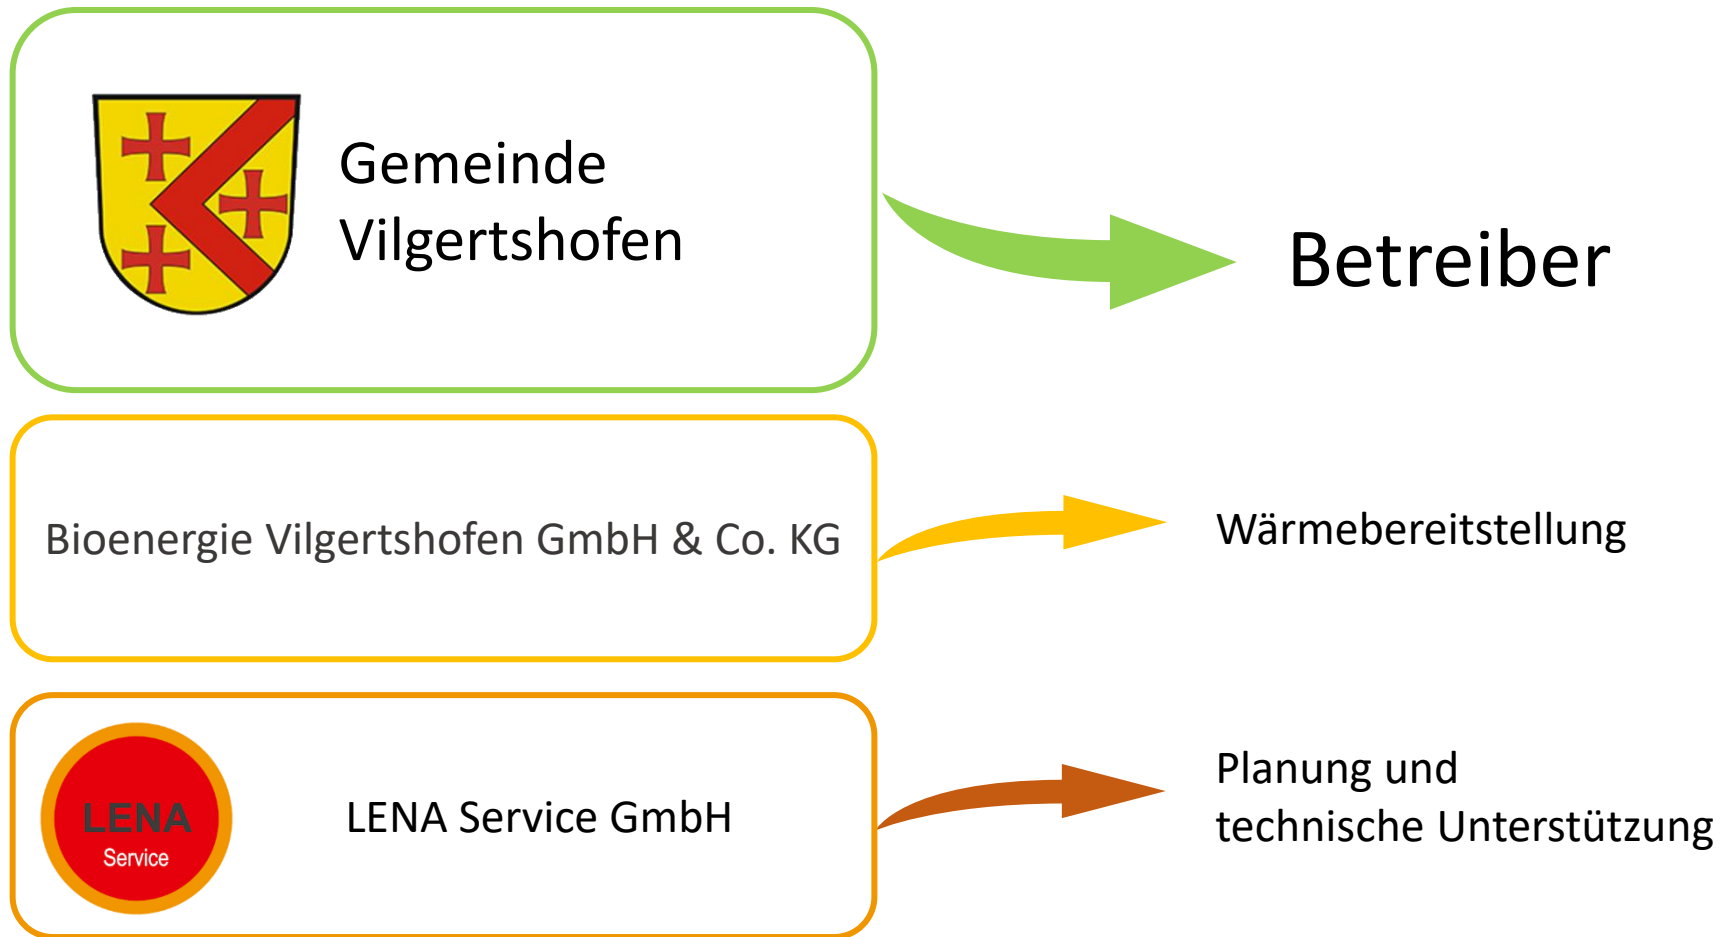 Gemeinde
Vilgertshofen
Betreiber
Bioenergie Vilgertshofen GmbH & Co. KG
Wärmebereitstellung
LENA
Service
LENA Service GmbH
Planung und
technische Unterstützung